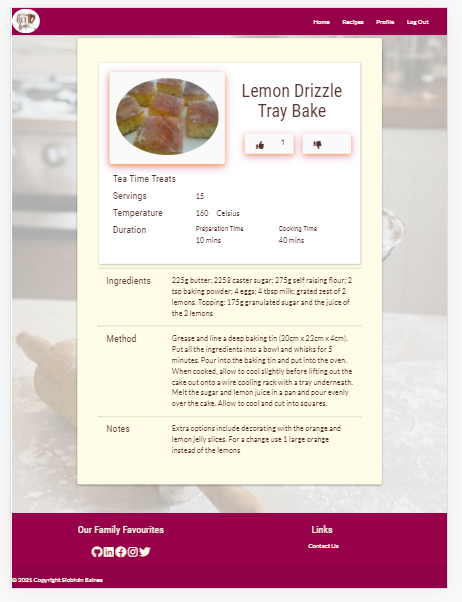 Home Recipes Profile Log Out
Lemon Drizzle
Tray Bake
1
Tea Time Treats
Servings 15
Temperature 160 Celsius
Duration Preparation Time Cooking Time
10 mins 40 mins
Ingredients 225g butter; 2258 caster sugar; 275g self raising flour; 2
tsp baking powder; 4 eggs; 4 tbsp milk; grated zest of 2
lemons. Topping: 175g granulated sugar and the juice of
the 2 lemons
Method Grease and line a deep baking tin (30cm x 23cm x 4cm).
Put all the ingredients into a bowl and whisks for 5
minutes. Pour into the baking tin and put into the oven.
When cooked, allow to cool slightly before lifting out the
cake out onto a wire cooling rack with a tray underneath.
Melt the sugar and lemon juice in a pan and pour evenly
over the cake. Allow to cool and cut into squares.
Notes Extra options include decorating with the orange and
lemon jelly slices. For a change use 1 large orange
instead of the lemons
Our Family Favourites Links
Contact Us
© 2021 Copyright Siobhán Baines